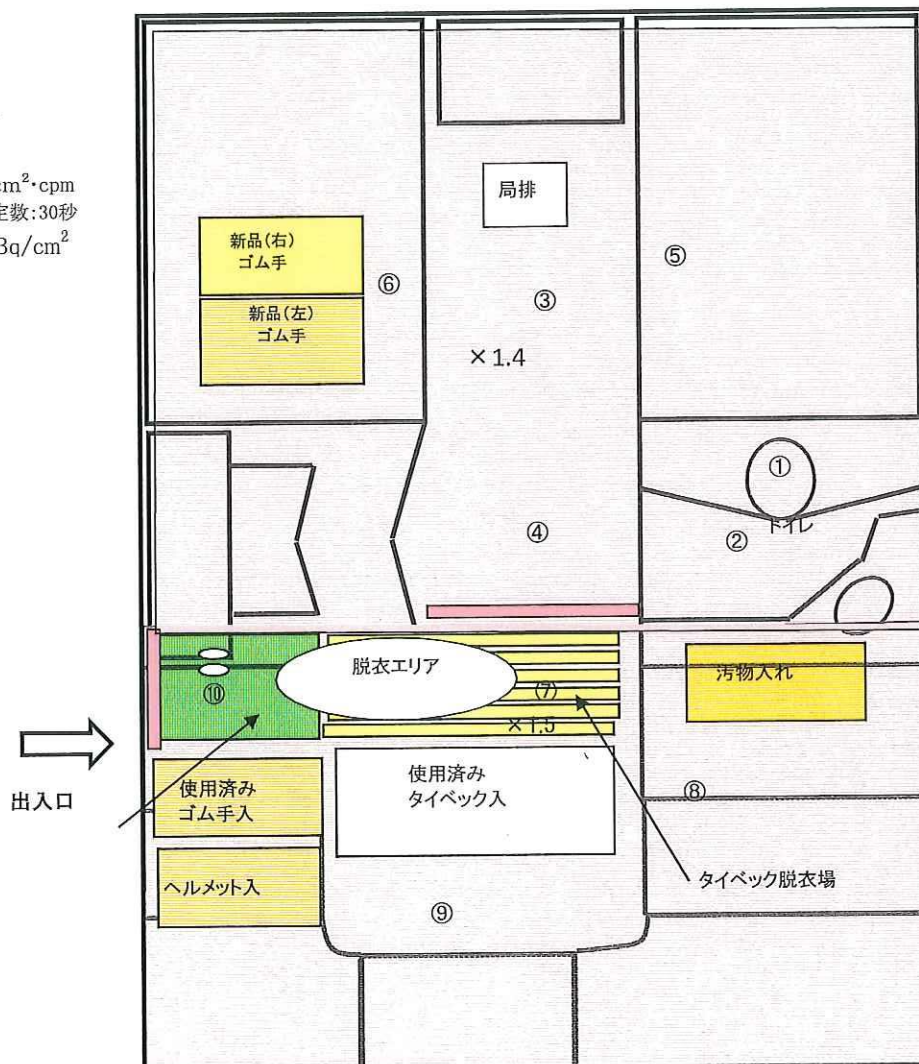 cm²・cpm
定数:30秒
Bq/cm²
局排
新品(右)
ゴム手
新品(左)
ゴム手
⑥
⑤
③
×1.4
①
トイレ
②
④
脱衣エリア
⑦
×1.5
⑩
汚物入れ
出入口
使用済み
ゴム手入
使用済み
タイベック入
⑧
ヘルメット入
タイベック脱衣場
⑨